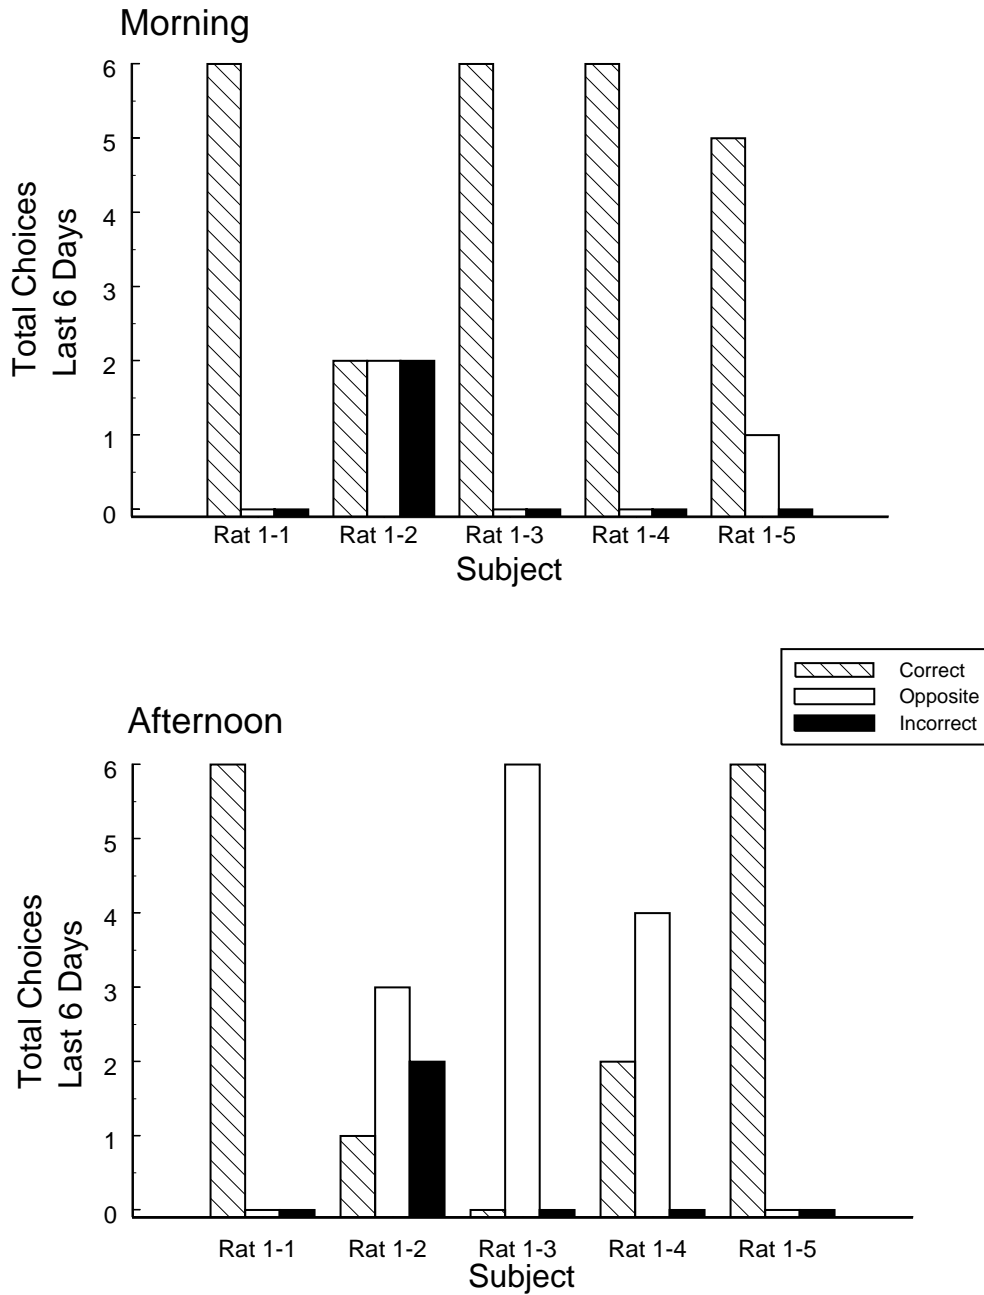 Morning
Total Choices
Last 6 Days
6
5
4
3
2
1
0
Rat 1-1 Rat 1-2 Rat 1-3 Rat 1-4 Rat 1-5
Subject
Correct
Opposite
Incorrect
Afternoon
Total Choices
Last 6 Days
6
5
4
3
2
1
0
Rat 1-1 Rat 1-2 Rat 1-3 Rat 1-4 Rat 1-5
Subject